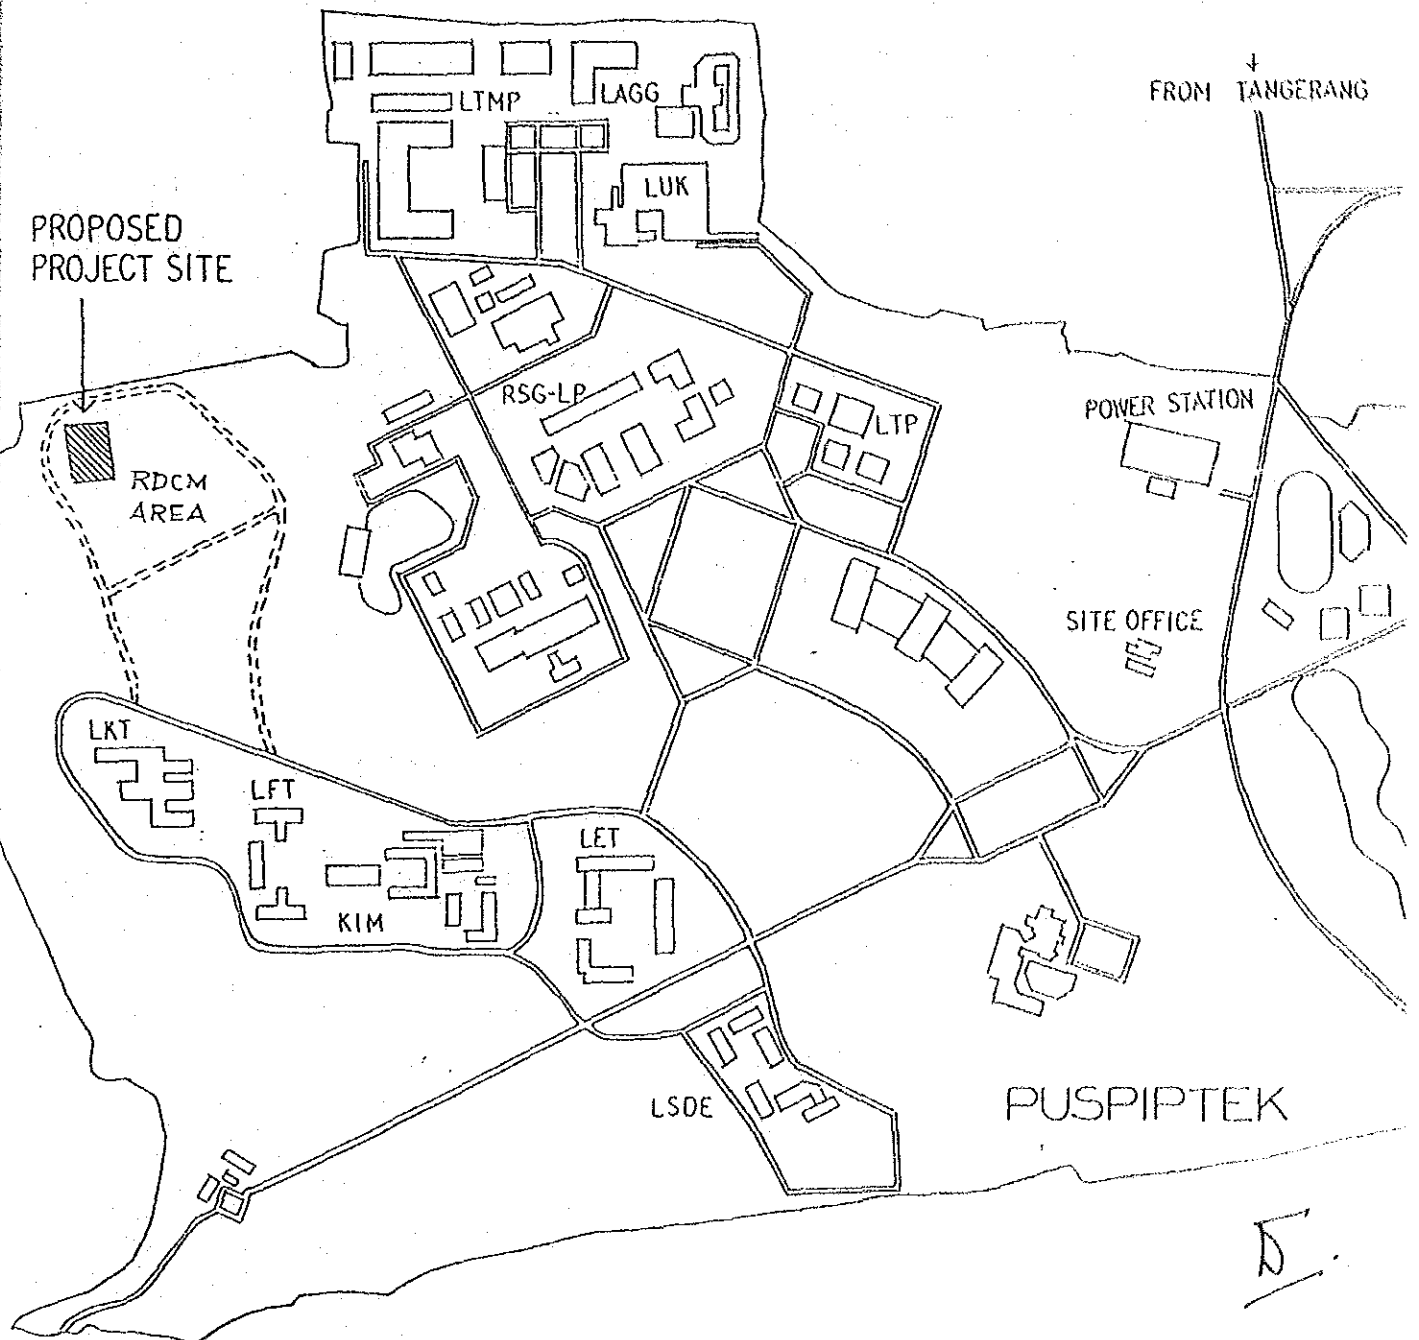 FROM TANGERANG
LTMP
LAGG
LUK
PROPOSED
PROJECT SITE
RSG-LP
LTP
POWER STATION
RDCM
AREA
SITE OFFICE
LKT
LFT
LET
KIM
LSDE
PUSPIPTEK